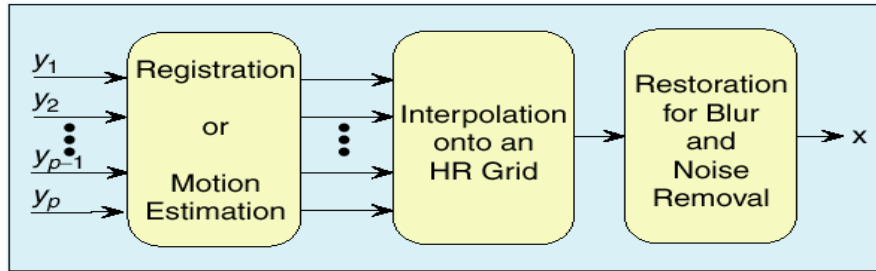 y1
y2
yp−1
yp
Registration
or
Motion
Estimation
Interpolation
onto an
HR Grid
Restoration
for Blur
and
Noise
Removal
x